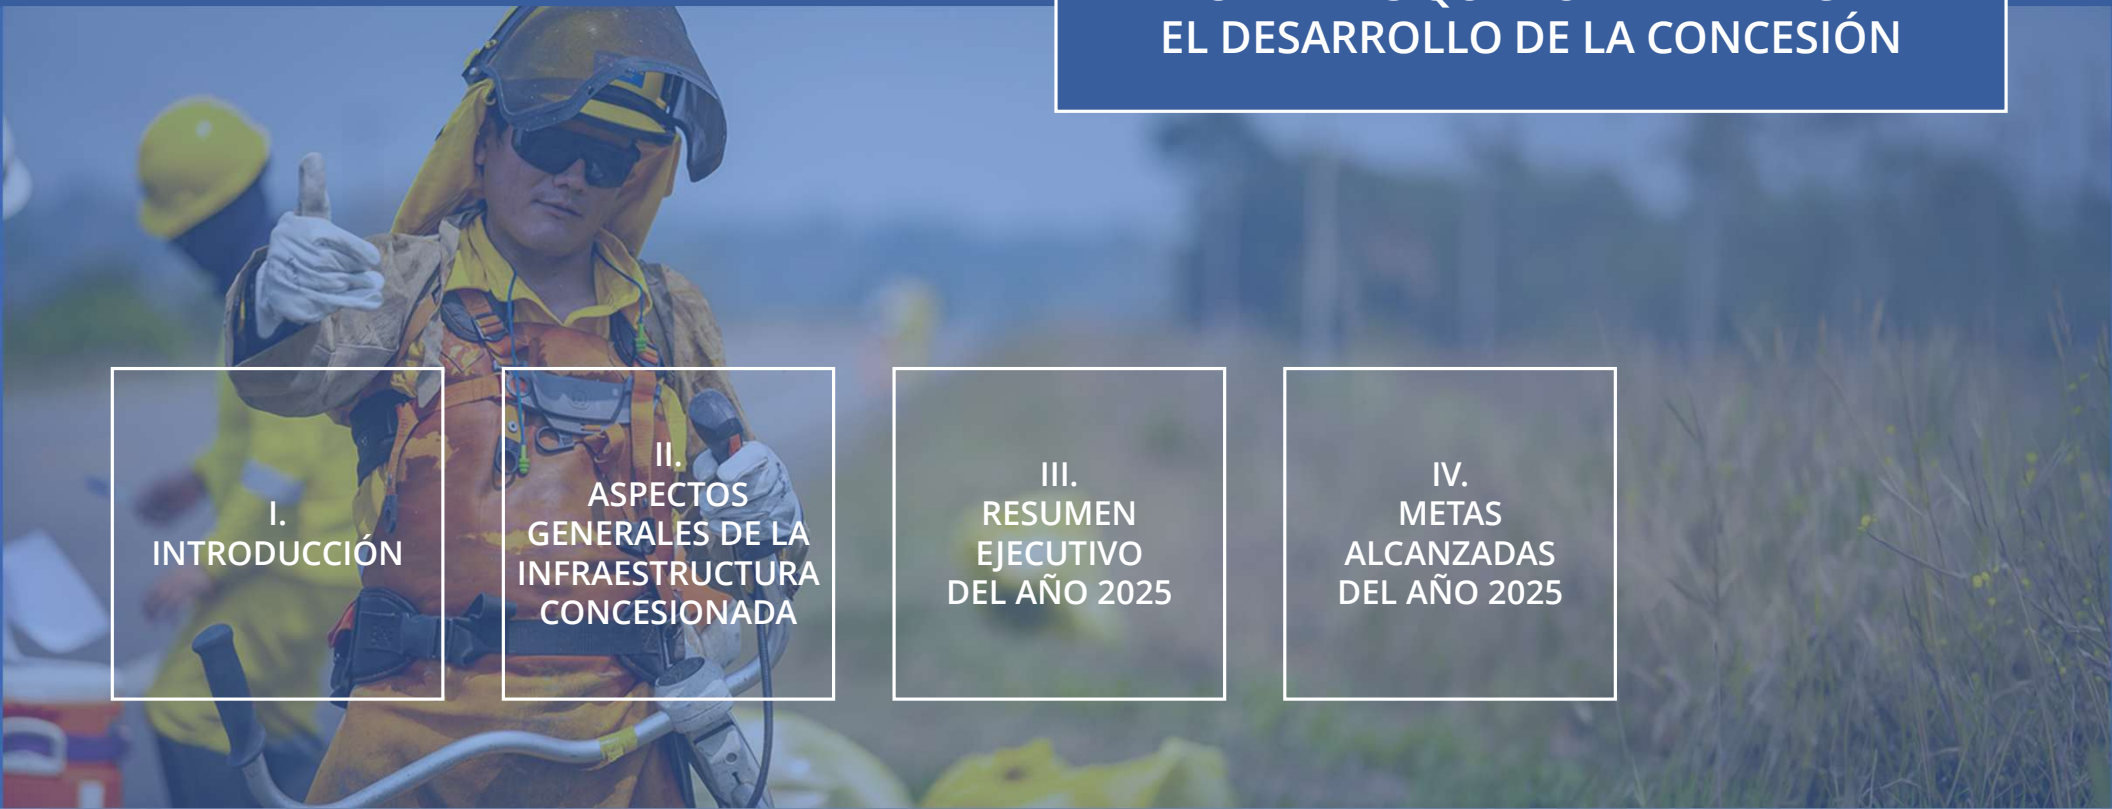 EL DESARROLLO DE LA CONCESIÓN
I.
INTRODUCCIÓN
II.
ASPECTOS
GENERALES DE LA
INFRAESTRUCTURA
CONCESIONADA
III.
RESUMEN
EJECUTIVO
DEL AÑO 2025
IV.
METAS
ALCANZADAS
DEL AÑO 2025